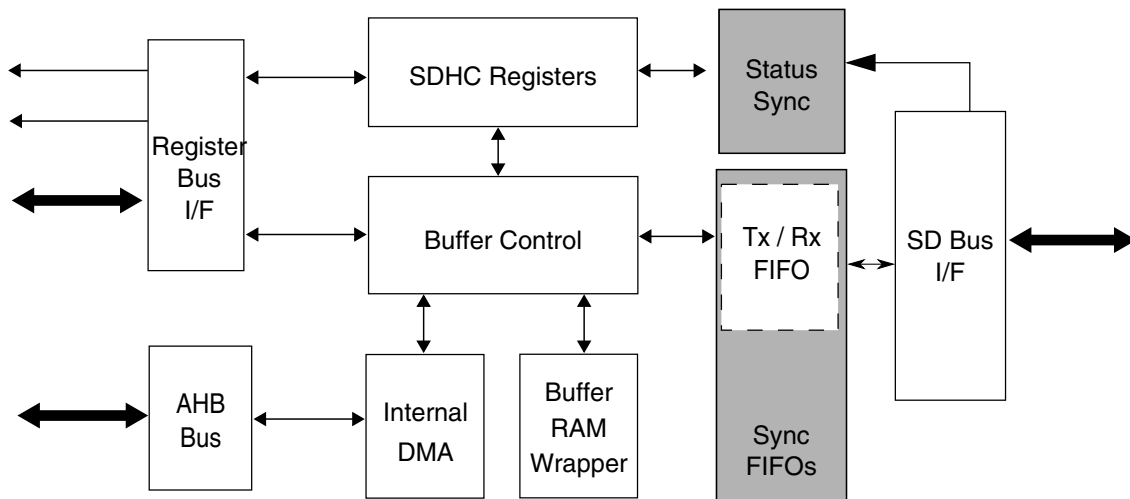 SDHC Registers
Status
Sync
Register
Bus
I/F
Buffer Control
Tx / Rx
FIFO
SD Bus
I/F
AHB
Bus
Internal
DMA
Buffer
RAM
Wrapper
Sync
FIFOs